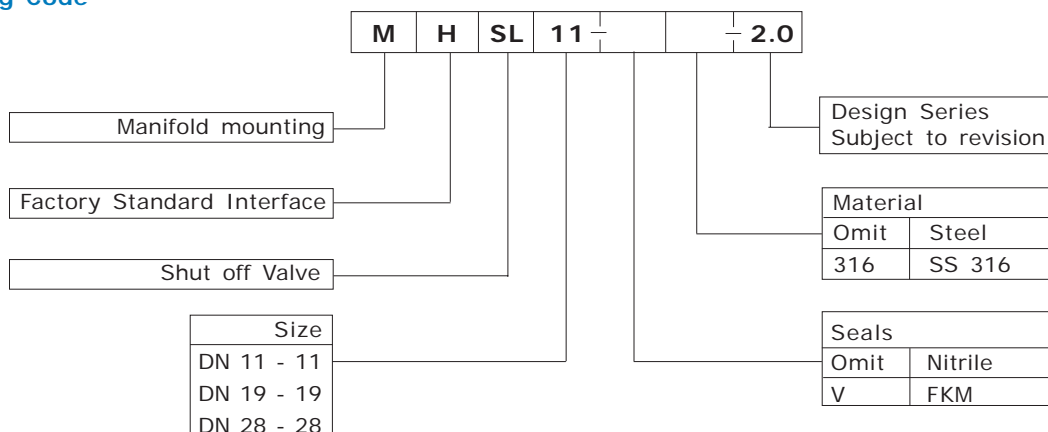 g Code
M H SL 11 - - 2.0
Manifold mounting
Factory Standard Interface
Shut off Valve
Size
DN 11 - 11
DN 19 - 19
DN 28 - 28
Design Series
Subject to revision
Material
Omit Steel
316 SS 316
Seals
Omit Nitrile
V FKM